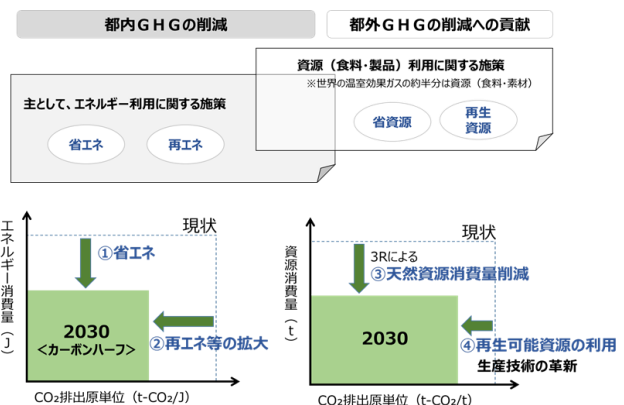 都内ＧＨＧの削減
都外ＧＨＧの削減への貢献
資源（食料・製品）利用に関する施策
※世界の温室効果ガスの約半分は資源（食料・素材）
主として、エネルギー利用に関する施策
省エネ
再エネ
省資源
再生
資源
エネルギー消費量（J）
現状
①省エネ
2030
＜カーボンハーフ＞
②再エネ等の拡大
CO₂排出原単位（t-CO₂/J）
資源消費量（t）
現状
3Rによる
③天然資源消費量削減
2030
④再生可能資源の利用
生産技術の革新
CO₂排出原単位（t-CO₂/t）